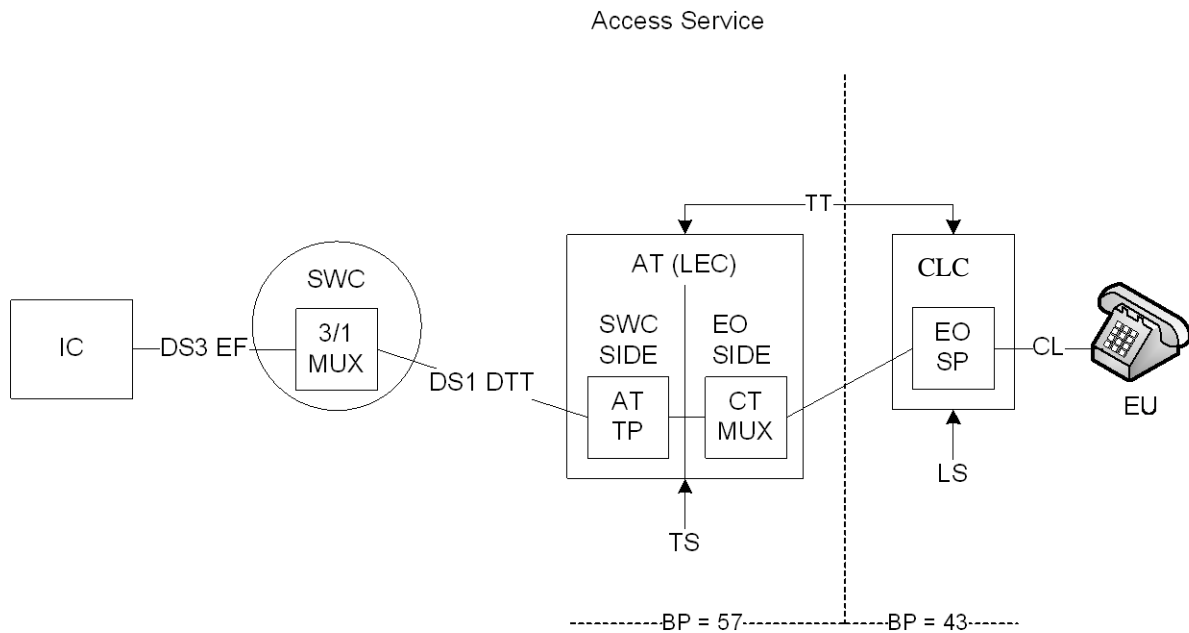 Access Service
TT
AT (LEC)
CLC
SWC
SWC
SIDE
EO
SIDE
IC
DS3 EF
3/1
MUX
DS1 DTT
AT
TP
CT
MUX
EO
SP
CL
EU
LS
TS
BP = 57
BP = 43